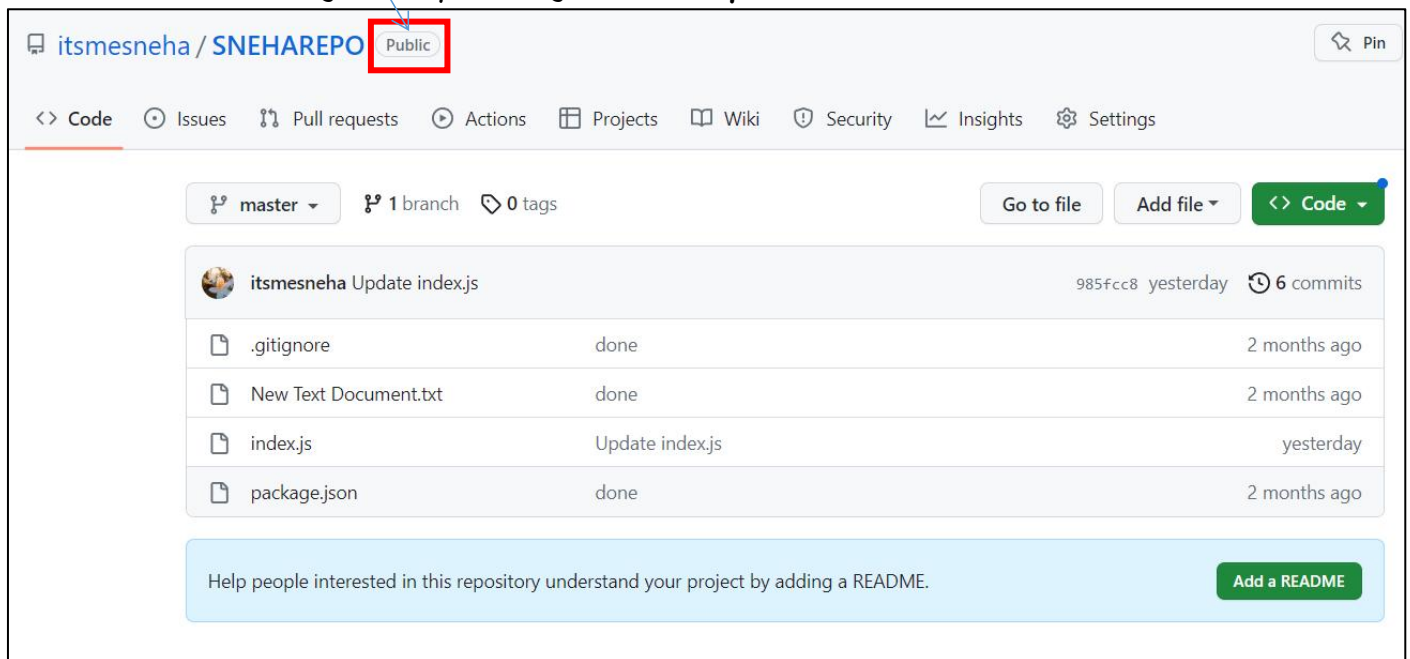 itsmesneha / SNEHAREPO Public Pin
Code Issues Pull requests Actions Projects Wiki Security Insights Settings
master 1 branch 0 tags Go to file Add file Code
itsmesneha Update index.js 985fcc8 yesterday 6 commits
.gitignore done 2 months ago
New Text Document.txt done 2 months ago
index.js Update index.js yesterday
package.json done 2 months ago
Help people interested in this repository understand your project by adding a README. Add a README